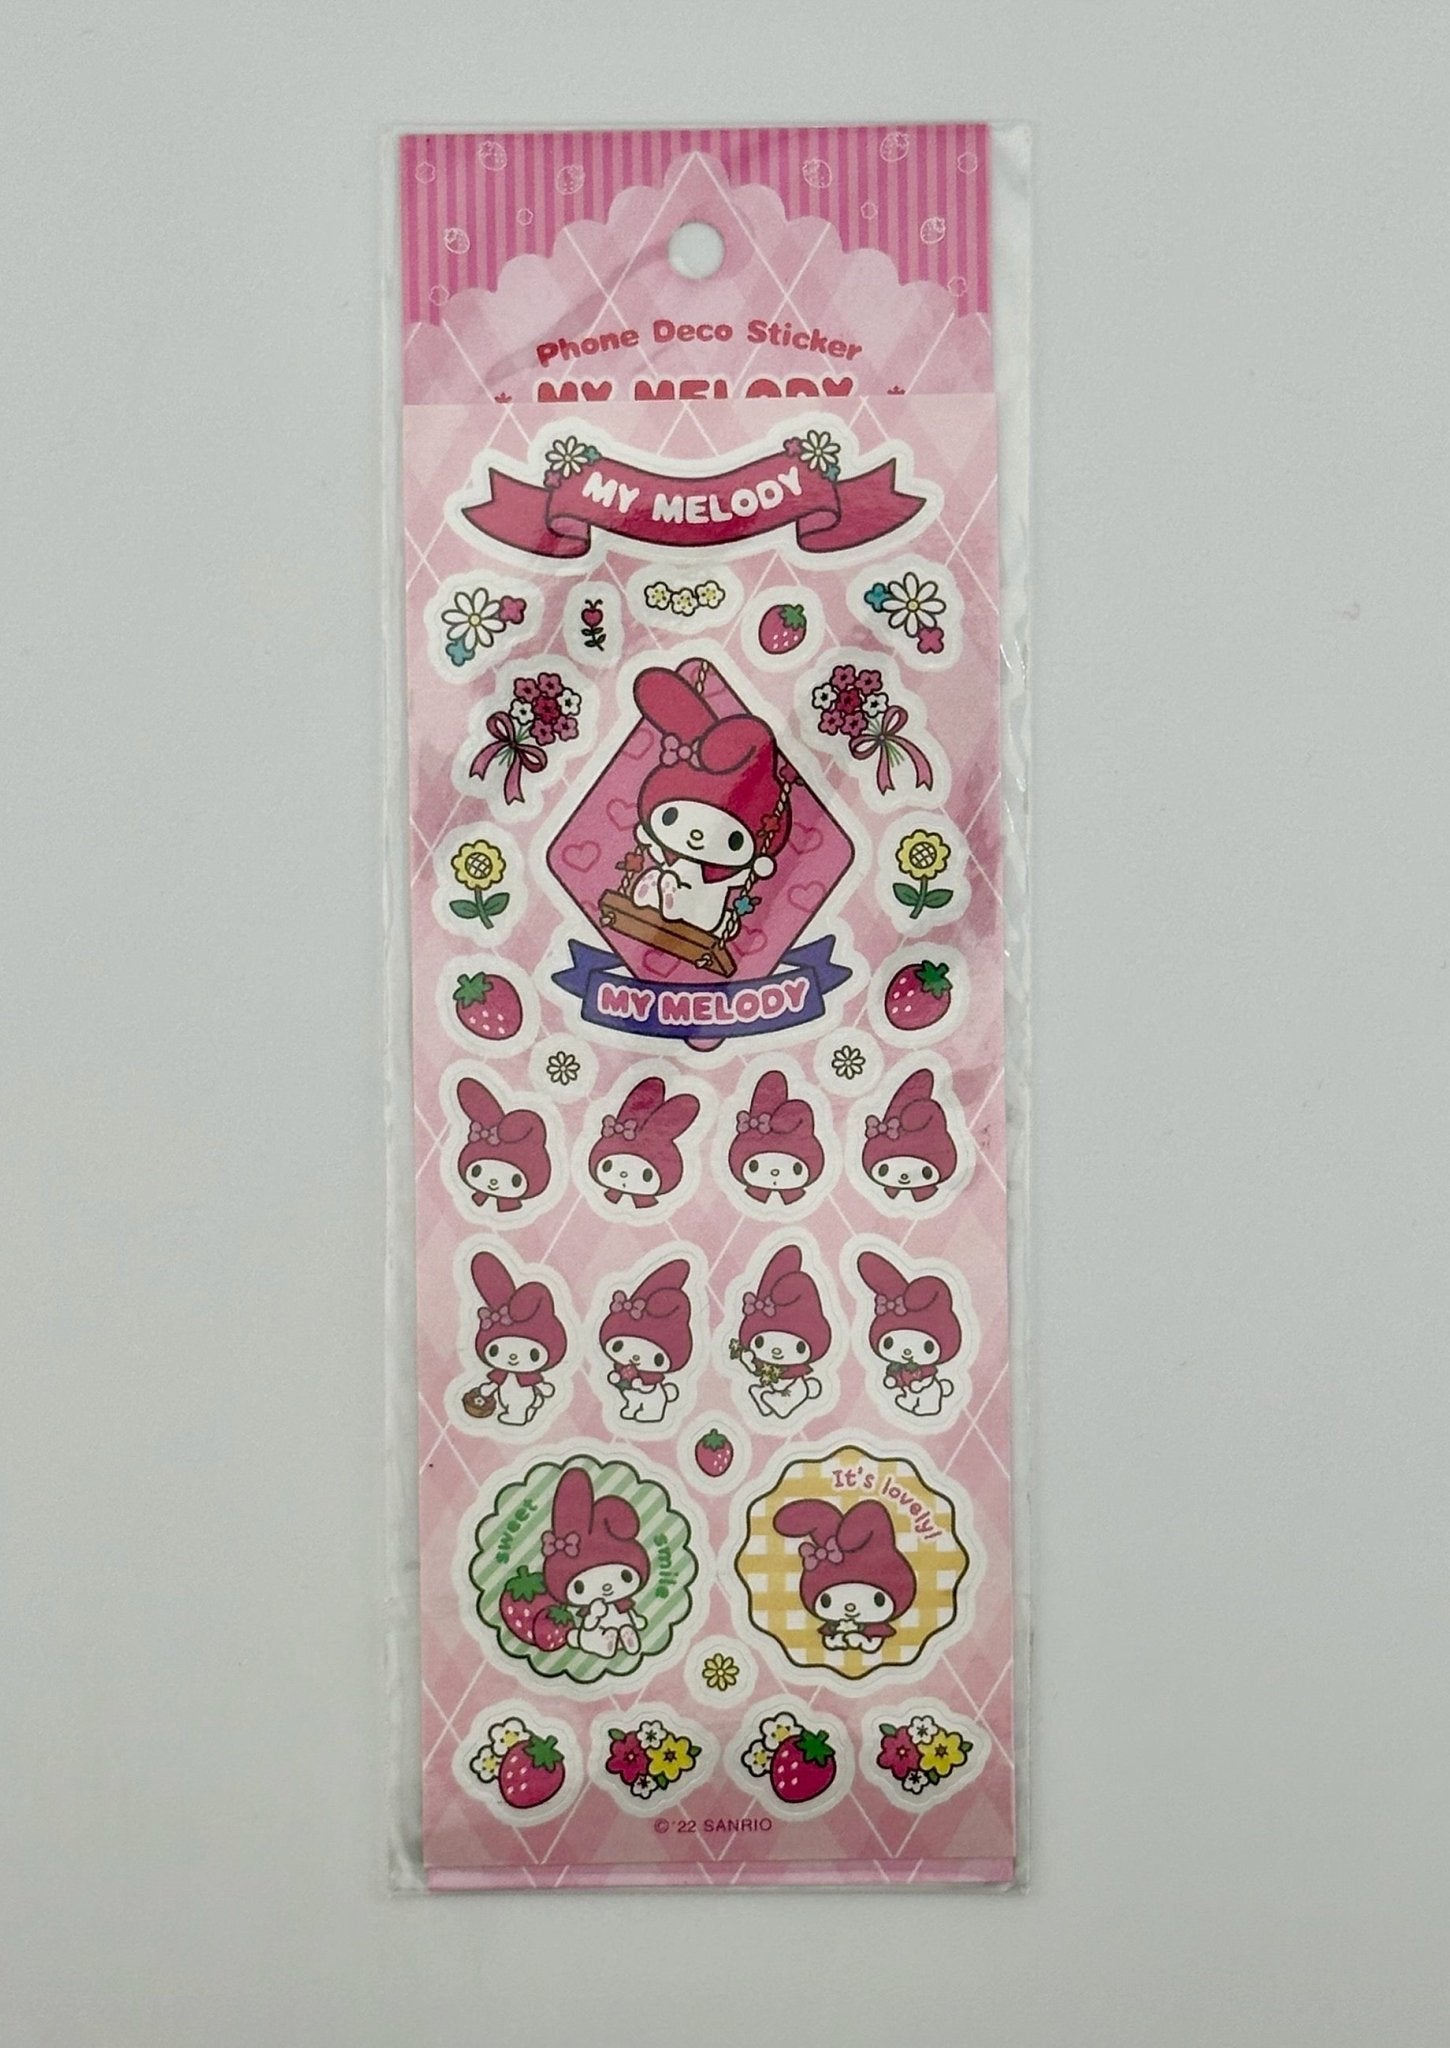 Phone Deco Sticker
MY MELODY
MY MELODY
MY MELODY
sweet smile
It's lovely!
©'22 SANRIO